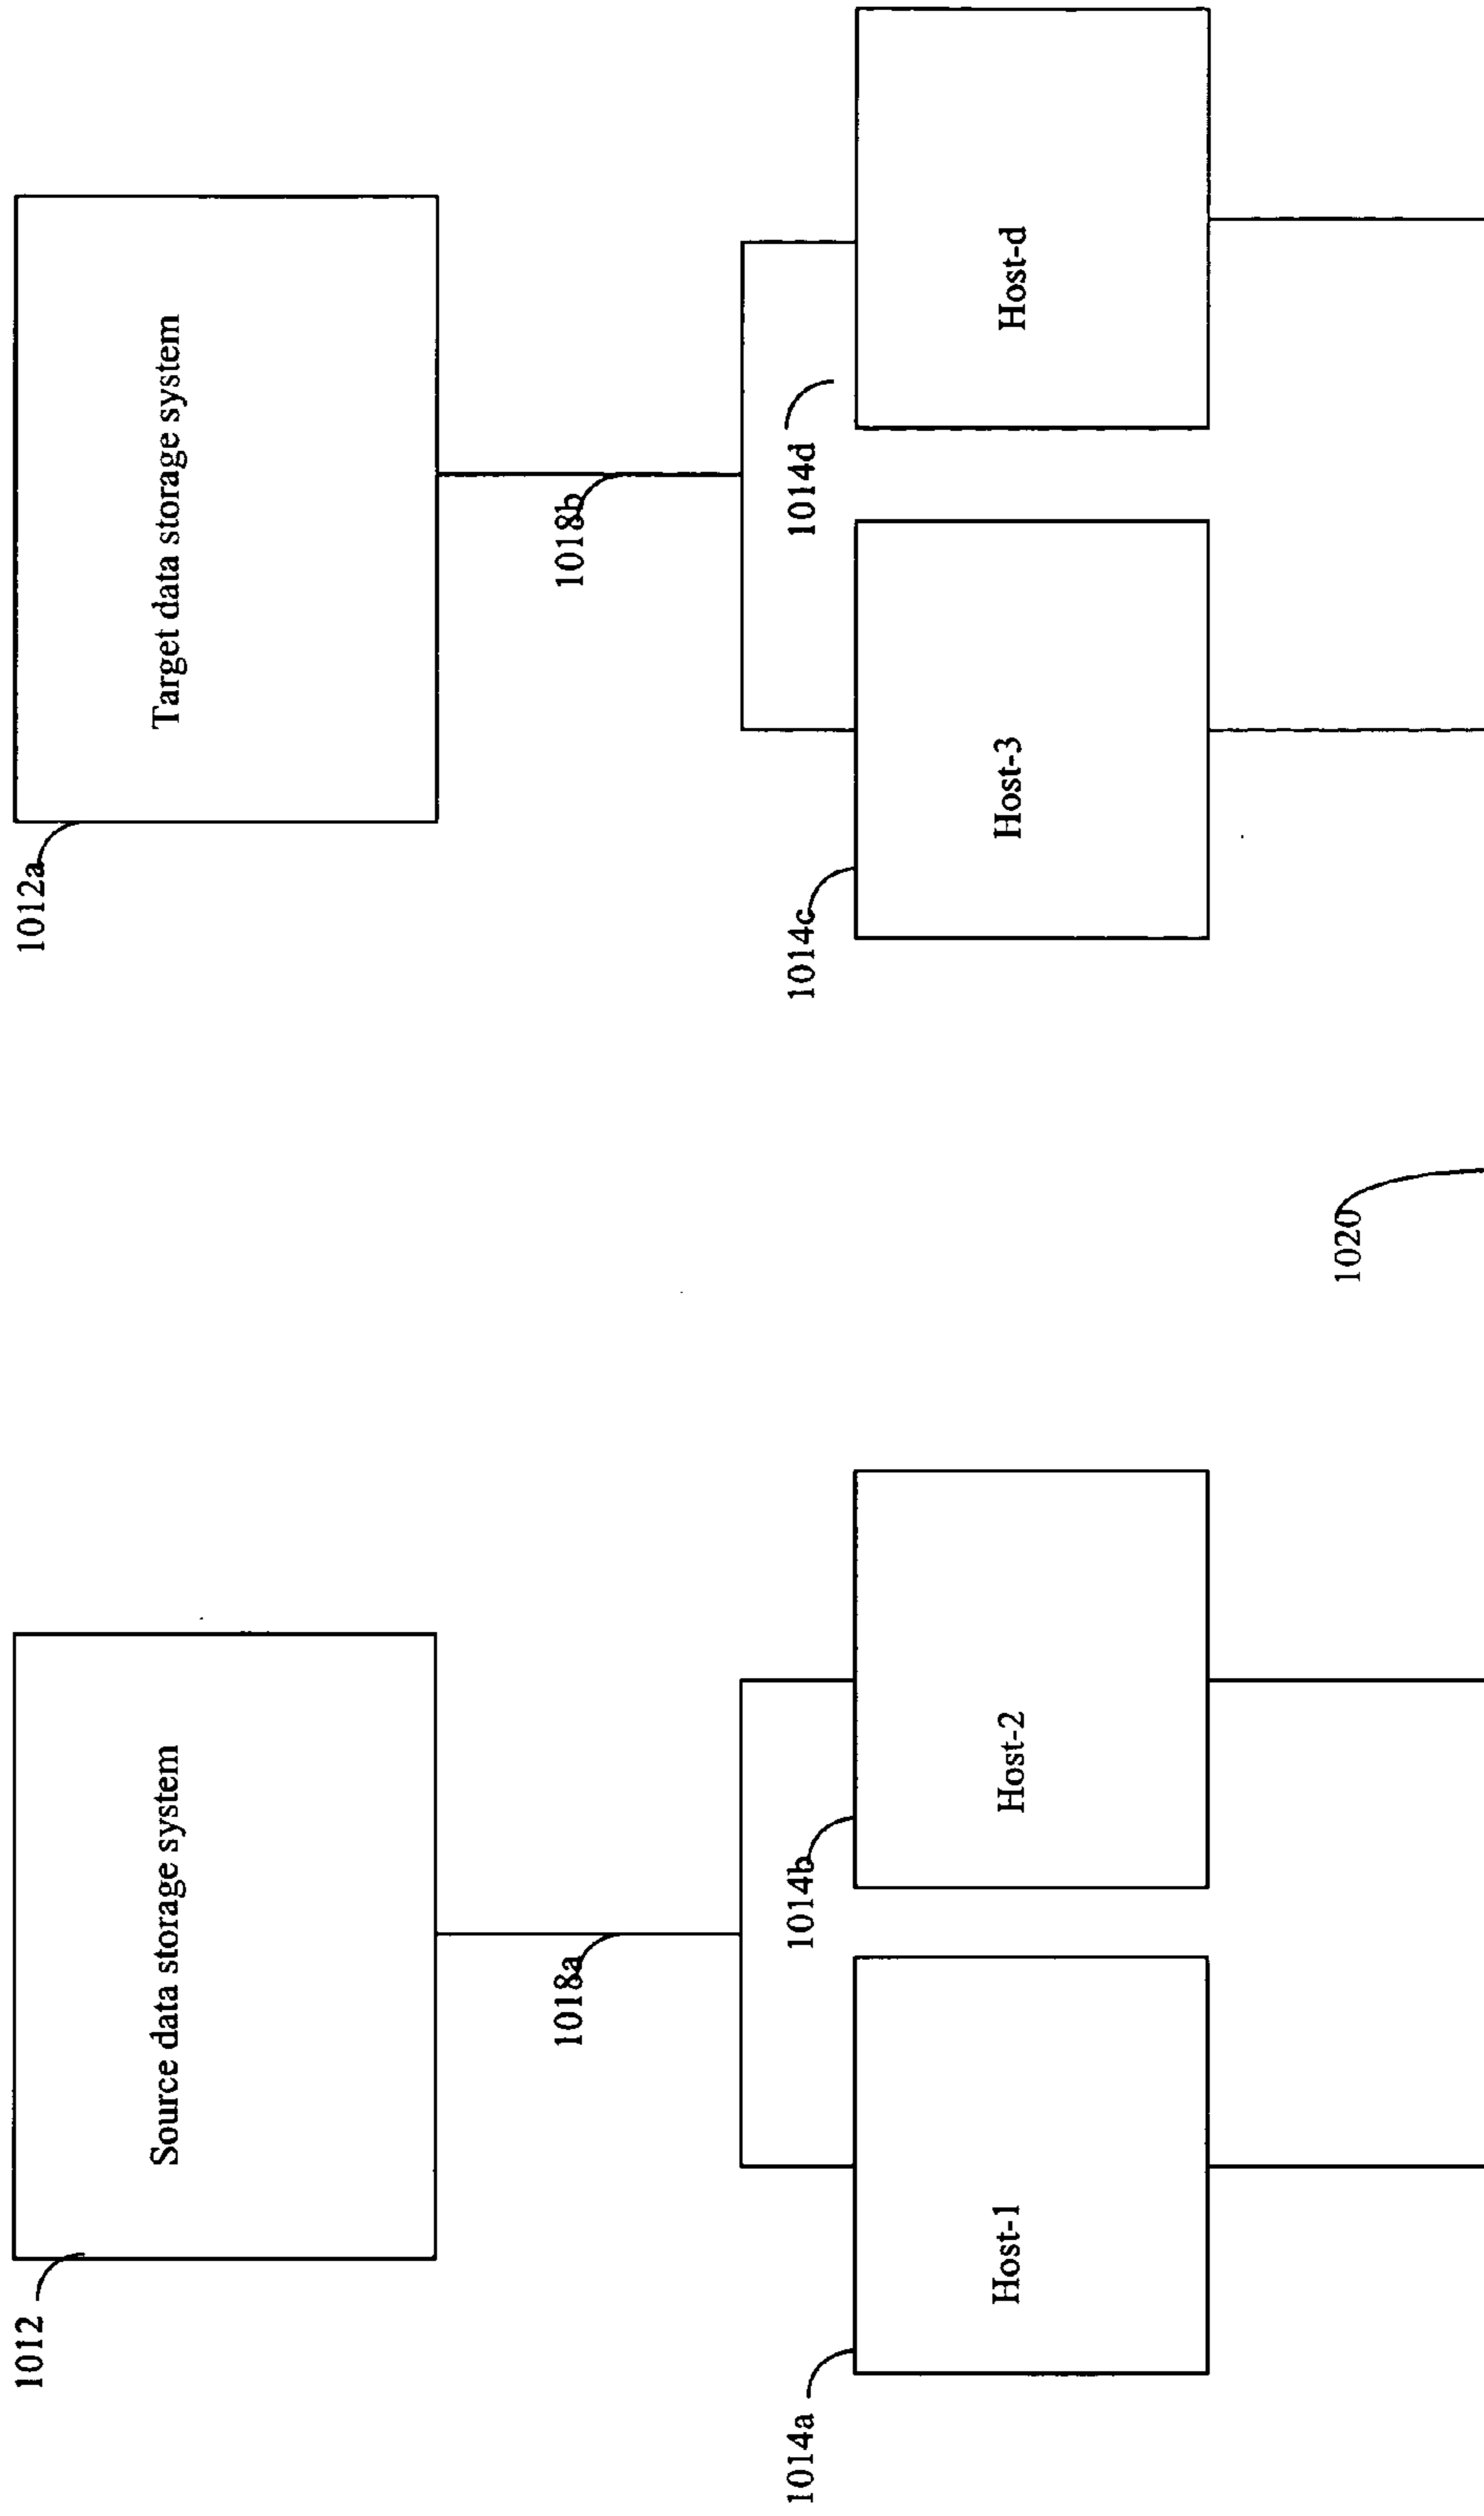 1012
Source data storage system
1012a
Target data storage system
1018a
1018b
1014a
Host-1
1014b
Host-2
1014c
Host-3
1014d
Host-d
1020